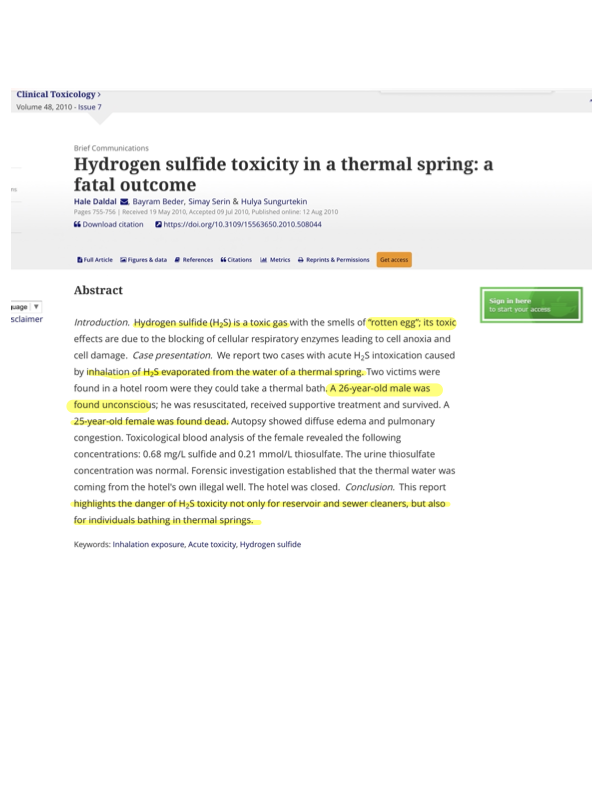 Clinical Toxicology >
Volume 48, 2010 - Issue 7
Brief Communications
Hydrogen sulfide toxicity in a thermal spring: a
fatal outcome
Hale Daldal, Bayram Beder, Simay Serin & Hulya Sungurtekin
Pages 755-756 | Received 19 May 2010, Accepted 09 Jul 2010, Published online: 12 Aug 2010
Download citation https://doi.org/10.3109/15563650.2010.508044
ns
Full Article Figures & data References Citations Metrics Reprints & Permissions Get access
Abstract
uage ▼
sclaimer
Sign in here
to start your access
Introduction. Hydrogen sulfide (H₂S) is a toxic gas with the smells of “rotten egg”; its toxic
effects are due to the blocking of cellular respiratory enzymes leading to cell anoxia and
cell damage. Case presentation. We report two cases with acute H₂S intoxication caused
by inhalation of H₂S evaporated from the water of a thermal spring. Two victims were
found in a hotel room were they could take a thermal bath. A 26-year-old male was
found unconscious; he was resuscitated, received supportive treatment and survived. A
25-year-old female was found dead. Autopsy showed diffuse edema and pulmonary
congestion. Toxicological blood analysis of the female revealed the following
concentrations: 0.68 mg/L sulfide and 0.21 mmol/L thiosulfate. The urine thiosulfate
concentration was normal. Forensic investigation established that the thermal water was
coming from the hotel’s own illegal well. The hotel was closed. Conclusion. This report
highlights the danger of H₂S toxicity not only for reservoir and sewer cleaners, but also
for individuals bathing in thermal springs.
Keywords: Inhalation exposure, Acute toxicity, Hydrogen sulfide